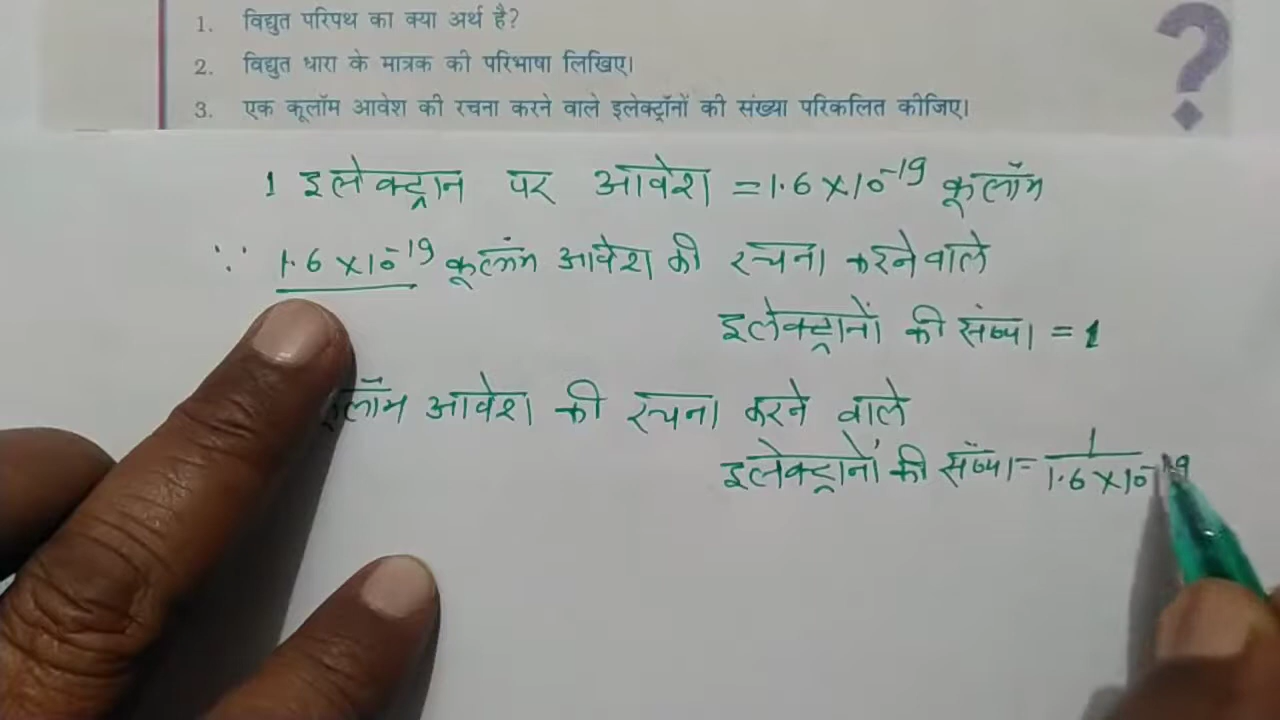 1. विद्युत परिपथ का क्या अर्थ है?
2. विद्युत धारा के मात्रक की परिभाषा लिखिए।
3. एक कूलॉम आवेश की रचना करने वाले इलेक्ट्रॉनों की संख्या परिकलित कीजिए।
?
1 इलेक्ट्रान पर आवेश = 1.6 × 10⁻¹⁹ कूलॉम
∵ 1.6 × 10⁻¹⁹ कूलॉम आवेश की रचना करने वाले
इलेक्ट्रानों की संख्या = 1
आवेश की रचना करने वाले
इलेक्ट्रानों की संख्या = 1/1.6 × 10⁻¹⁹